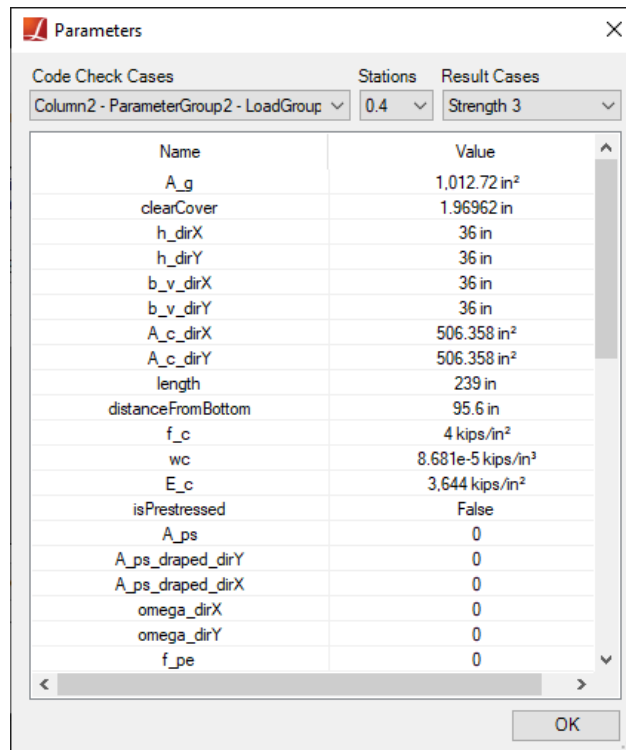 Parameters
Code Check Cases Stations Result Cases
Column2 - ParameterGroup2 - LoadGroup 0.4 Strength 3
Name Value
A_g 1,012.72 in²
clearCover 1.96962 in
h_dirX 36 in
h_dirY 36 in
b_v_dirX 36 in
b_v_dirY 36 in
A_c_dirX 506.358 in²
A_c_dirY 506.358 in²
length 239 in
distanceFromBottom 95.6 in
f_c 4 kips/in²
wc 8.681e-5 kips/in³
E_c 3,644 kips/in²
isPrestressed False
A_ps 0
A_ps_draped_dirY 0
A_ps_draped_dirX 0
omega_dirX 0
omega_dirY 0
f_pe 0
OK